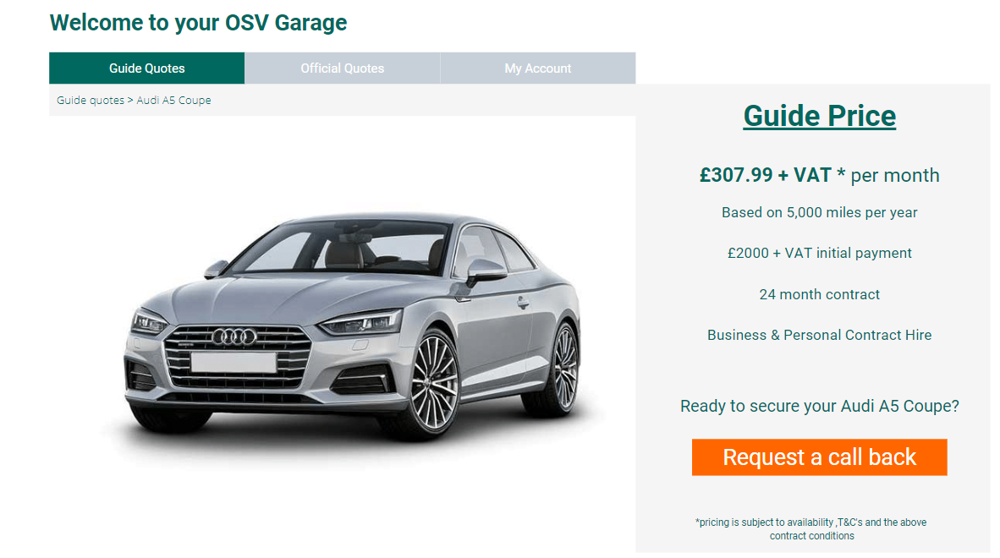 Welcome to your OSV Garage
Guide Quotes
Official Quotes
My Account
Guide quotes > Audi A5 Coupe
Guide Price
£307.99 + VAT * per month
Based on 5,000 miles per year
£2000 + VAT initial payment
24 month contract
Business & Personal Contract Hire
Ready to secure your Audi A5 Coupe?
Request a call back
*pricing is subject to availability ,T&C's and the above
contract conditions